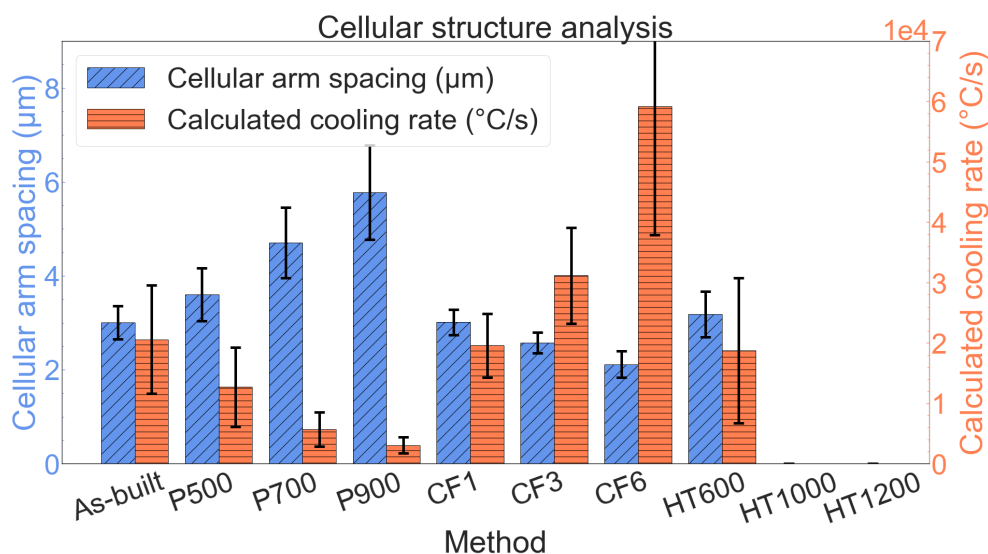 Cellular structure analysis
1e4
Cellular arm spacing (µm)
Calculated cooling rate (°C/s)
Cellular arm spacing (µm)
8
6
4
2
0
7
6
5
4
3
2
1
0
Calculated cooling rate (°C/s)
As-built
P500
P700
P900
CF1
CF3
CF6
HT600
HT1000
HT1200
Method